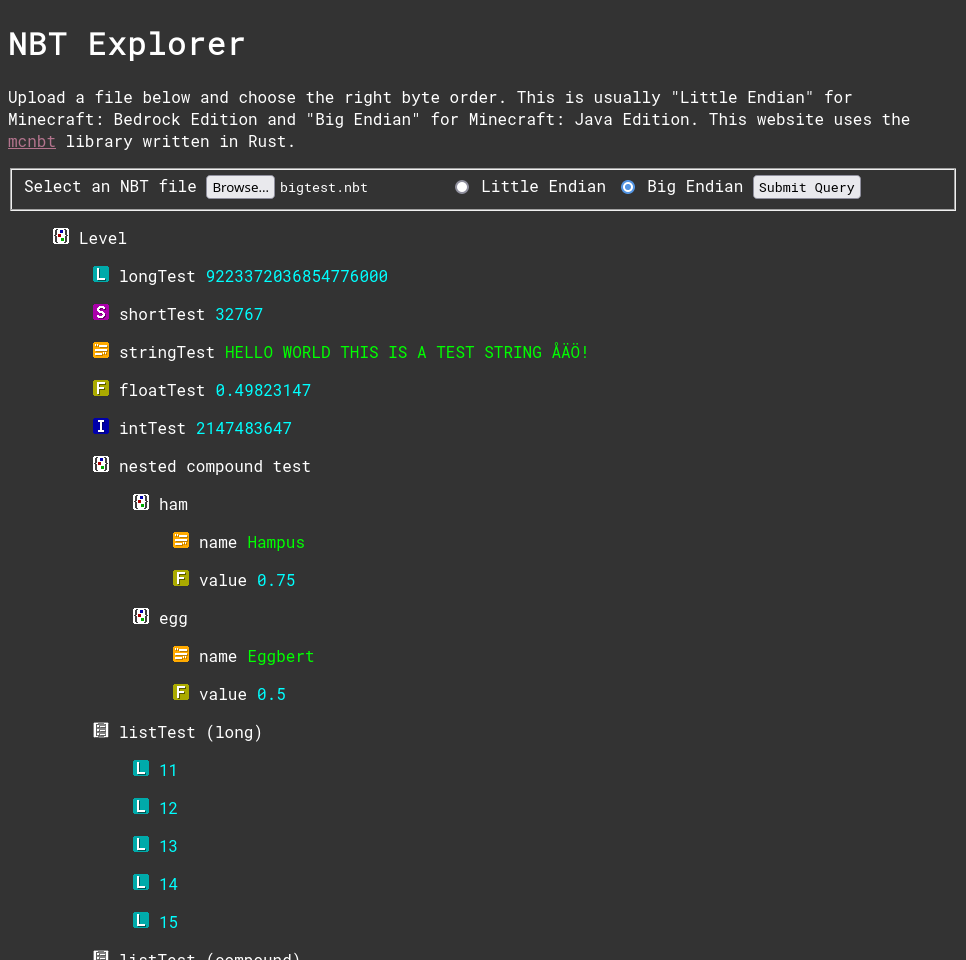 NBT Explorer
Upload a file below and choose the right byte order. This is usually "Little Endian" for
Minecraft: Bedrock Edition and "Big Endian" for Minecraft: Java Edition. This website uses the
mcnbt library written in Rust.
Select an NBT file Browse... bigtest.nbt Little Endian Big Endian Submit Query
Level
L longTest 9223372036854776000
S shortTest 32767
stringTest HELLO WORLD THIS IS A TEST STRING ÅÄÖ!
F floatTest 0.49823147
I intTest 2147483647
nested compound test
ham
name Hampus
F value 0.75
egg
name Eggbert
F value 0.5
listTest (long)
L 11
L 12
L 13
L 14
L 15
listTest (compound)